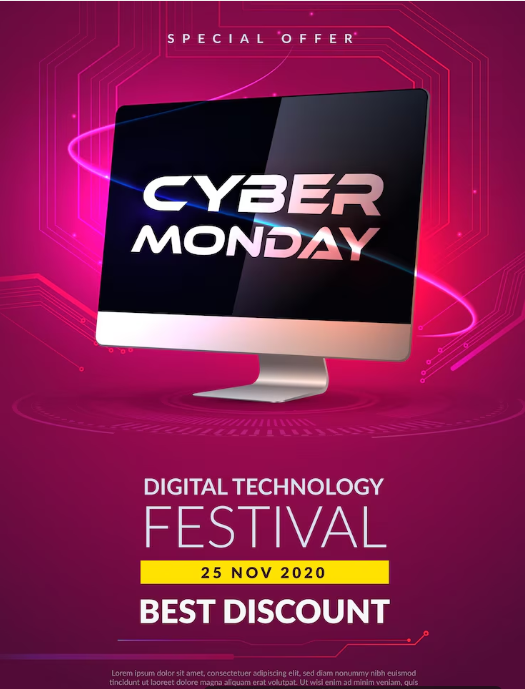 SPECIAL OFFER
CYBER
MONDAY
DIGITAL TECHNOLOGY
FESTIVAL
25 NOV 2020
BEST DISCOUNT
Lorem ipsum dolor sit amet, consectetuer adipiscing elit, sed diam nonummy nibh euismod
tincidunt ut laoreet dolore magna aliquam erat volutpat. Ut wisi enim ad minim veniam, quis